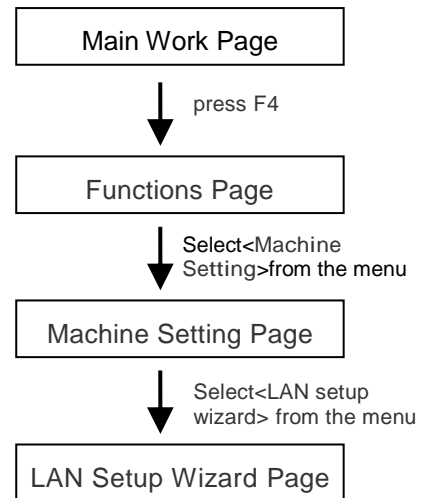 Main Work Page
press F4
Functions Page
Select<Machine
Setting>from the menu
Machine Setting Page
Select<LAN setup
wizard> from the menu
LAN Setup Wizard Page